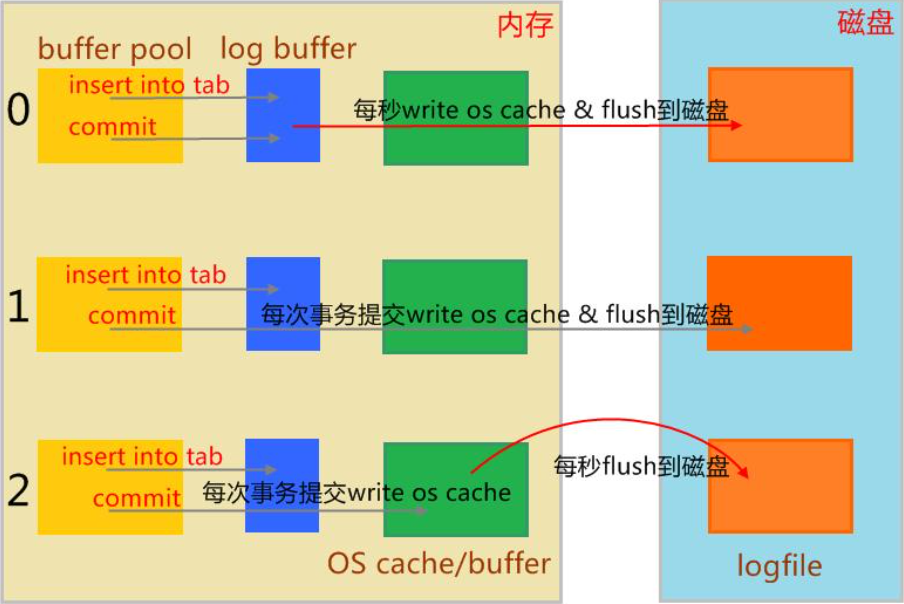 内存
磁盘
buffer pool
log buffer
0
insert into tab
commit
每秒write os cache & flush到磁盘
1
insert into tab
commit
每次事务提交write os cache & flush到磁盘
2
insert into tab
commit
每次事务提交write os cache
每秒flush到磁盘
OS cache/buffer
logfile